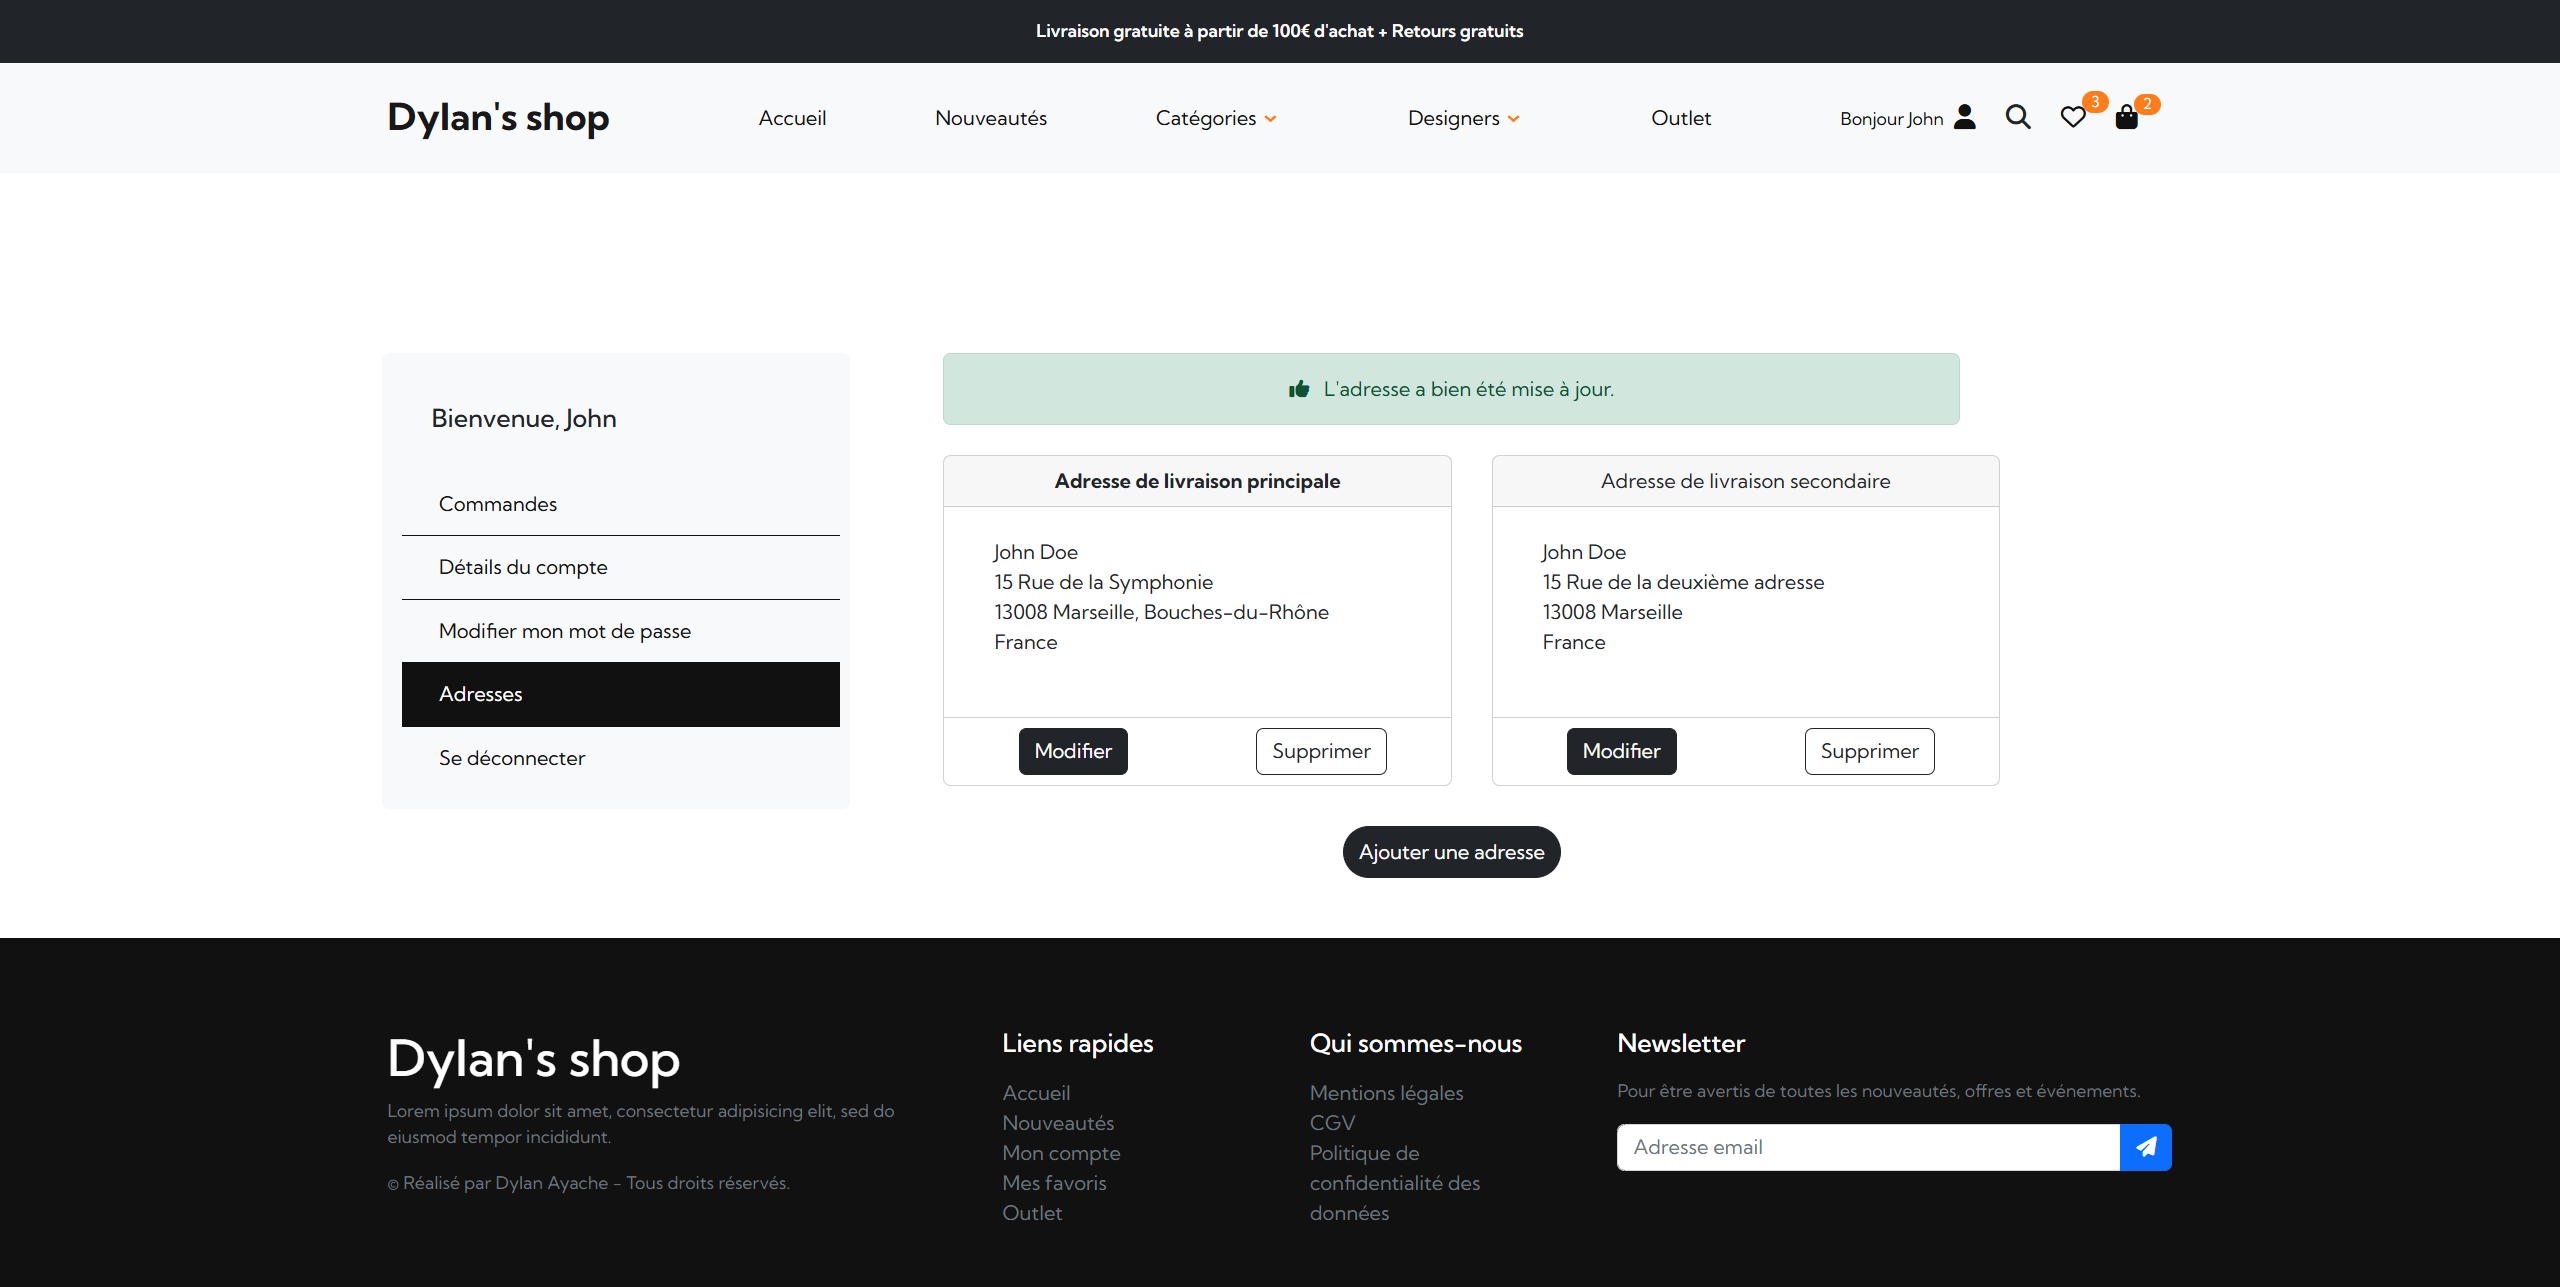 Livraison gratuite à partir de 100€ d'achat + Retours gratuits
Dylan's shop
Accueil
Nouveautés
Catégories
Designers
Outlet
Bonjour John
3
2
Bienvenue, John
Commandes
Détails du compte
Modifier mon mot de passe
Adresses
Se déconnecter
L'adresse a bien été mise à jour.
Adresse de livraison principale
John Doe
15 Rue de la Symphonie
13008 Marseille, Bouches-du-Rhône
France
Modifier
Supprimer
Adresse de livraison secondaire
John Doe
15 Rue de la deuxième adresse
13008 Marseille
France
Modifier
Supprimer
Ajouter une adresse
Dylan's shop
Lorem ipsum dolor sit amet, consectetur adipisicing elit, sed do
eiusmod tempor incididunt.
© Réalisé par Dylan Ayache - Tous droits réservés.
Liens rapides
Accueil
Nouveautés
Mon compte
Mes favoris
Outlet
Qui sommes-nous
Mentions légales
CGV
Politique de
confidentialité des
données
Newsletter
Pour être avertis de toutes les nouveautés, offres et événements.
Adresse email